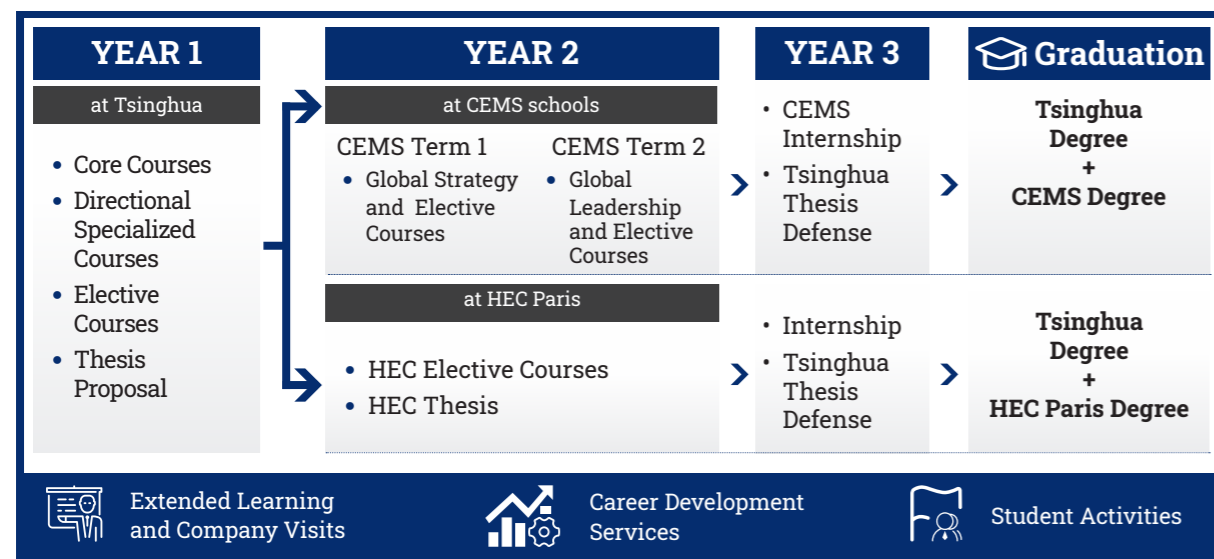 YEAR 1
at Tsinghua
• Core Courses
• Directional
Specialized
Courses
• Elective
Courses
• Thesis
Proposal
YEAR 2
at CEMS schools
CEMS Term 1
• Global Strategy
and Elective
Courses
CEMS Term 2
• Global
Leadership
and Elective
Courses
at HEC Paris
• HEC Elective Courses
• HEC Thesis
YEAR 3
• CEMS
Internship
• Tsinghua
Thesis
Defense
• Internship
• Tsinghua
Thesis
Defense
Graduation
Tsinghua
Degree
+
CEMS Degree
Tsinghua
Degree
+
HEC Paris Degree
Extended Learning
and Company Visits
Career Development
Services
Student Activities